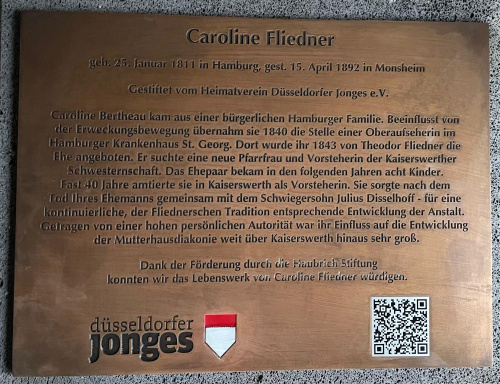 Caroline Fliedner
geb. 25. Januar 1811 in Hamburg, gest. 15. April 1892 in Monsheim
Gestiftet vom Heimatverein Düsseldorfer Jonges e.V.
Caroline Bertheau kam aus einer bürgerlichen Hamburger Familie. Beeinflusst von
der Erweckungsbewegung übernahm sie 1840 die Stelle einer Oberaufseherin im
Hamburger Krankenhaus St. Georg. Dort wurde ihr 1843 von Theodor Fliedner die
Ehe angeboten. Er suchte eine neue Pfarrfrau und Vorsteherin der Kaiserswerther
Schwesternschaft. Das Ehepaar bekam in den folgenden Jahren acht Kinder.
Fast 40 Jahre amtierte sie in Kaiserswerth als Vorsteherin. Sie sorgte nach dem
Tod ihres Ehemanns gemeinsam mit dem Schwiegersohn Julius Disselhoff - für eine
kontinuierliche, der Fliednerschen Tradition entsprechende Entwicklung der Anstalt.
Getragen von einer hohen persönlichen Autorität war ihr Einfluss auf die Entwicklung
der Mutterhausdiakonie weit über Kaiserswerth hinaus sehr groß.
Dank der Förderung durch die Haubrich-Stiftung
konnten wir das Lebenswerk von Caroline Fliedner würdigen.
düsseldorfer
jonges